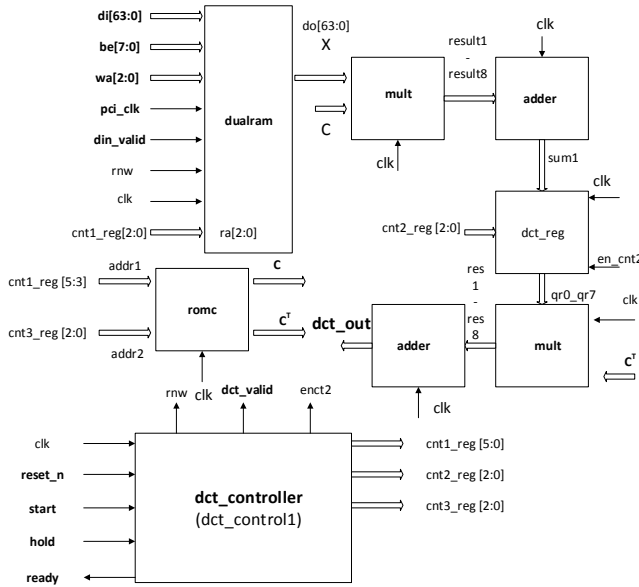 di[63:0]
be[7:0]
wa[2:0]
pci_clk
din_valid
rnw
clk
cnt1_reg[2:0]
dualram
ra[2:0]
do[63:0]
X
C
mult
clk
result1
-
result8
clk
adder
sum1
clk
cnt2_reg [2:0]
dct_reg
en_cnt2
qr0_qr7
clk
mult
C^T
res
1
-
res
8
adder
clk
dct_out
cnt1_reg [5:3]
addr1
cnt3_reg [2:0]
addr2
romc
C
C^T
clk
rnw
dct_valid
enct2
clk
reset_n
start
hold
ready
dct_controller
(dct_control1)
cnt1_reg [5:0]
cnt2_reg [2:0]
cnt3_reg [2:0]